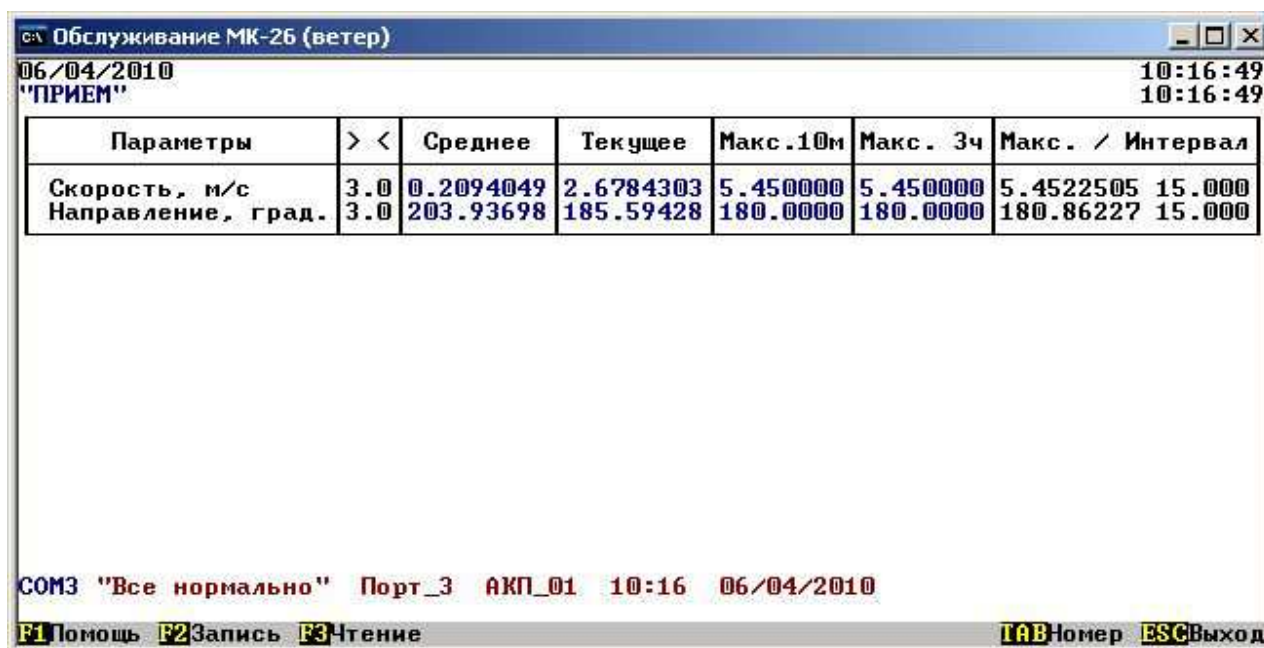 Обслуживание МК-26 (ветер)
06/04/2010 10:16:49
"ПРИЕМ" 10:16:49
Параметры > < Среднее Текущее Макс.10м Макс. 3ч Макс. / Интервал
Скорость, м/с 3.0 0.2094049 2.6784303 5.450000 5.450000 5.4522505 15.000
Направление, град. 3.0 203.93698 185.59428 180.0000 180.0000 180.86227 15.000
COM3 "Все нормально" Порт_3 АКП_01 10:16 06/04/2010
F1Помощь F2Запись F3Чтение TABНомер ESCВыход